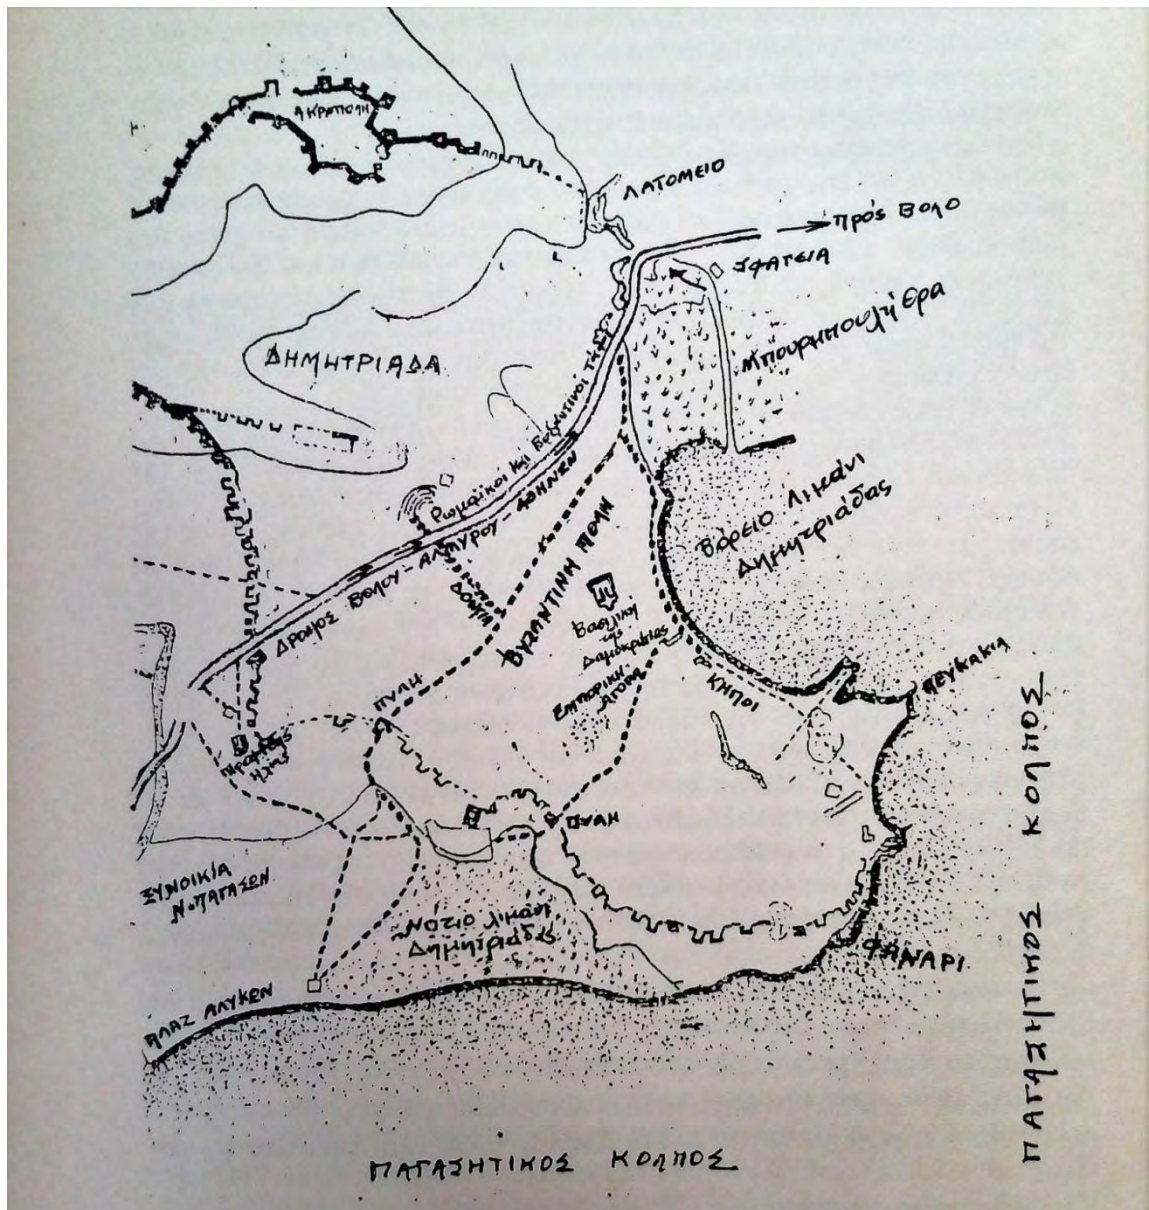 ΑΚΡΟΠΟΛΗ
ΛΑΤΟΜΕΙΟ
πρός ΒΟΛΟ
ΣΦΑΓΕΙΑ
Μπουρμπουλήθρα
ΔΗΜΗΤΡΙΑΔΑ
Ρωμαϊκοί και Βυζαντινοί Τάφοι
ΔΡΟΜΟΣ ΒΟΛΟΥ - ΑΛΜΥΡΟΥ - ΑΘΗΝΩΝ
Βόρειο Λιμάνι
Δημητριάδας
ΒΥΖΑΝΤΙΝΗ ΠΟΛΗ
Βασιλική
της
Δαμοκρατίας
ΕΜΠΟΡΙΚΗ
ΑΓΟΡΑ
ΚΗΠΟΙ
ΠΕΥΚΑΚΙΑ
ΠΥΛΗ
ΠΥΛΗ
ΣΥΝΟΙΚΙΑ
Ν. ΠΑΓΑΣΩΝ
Νότιο Λιμάνι
Δημητριάδας
ΦΑΝΑΡΙ
ΠΛΑΖ ΑΛΥΚΩΝ
ΠΑΓΑΣΗΤΙΚΟΣ ΚΟΛΠΟΣ
ΠΑΓΑΣΗΤΙΚΟΣ ΚΟΛΠΟΣ